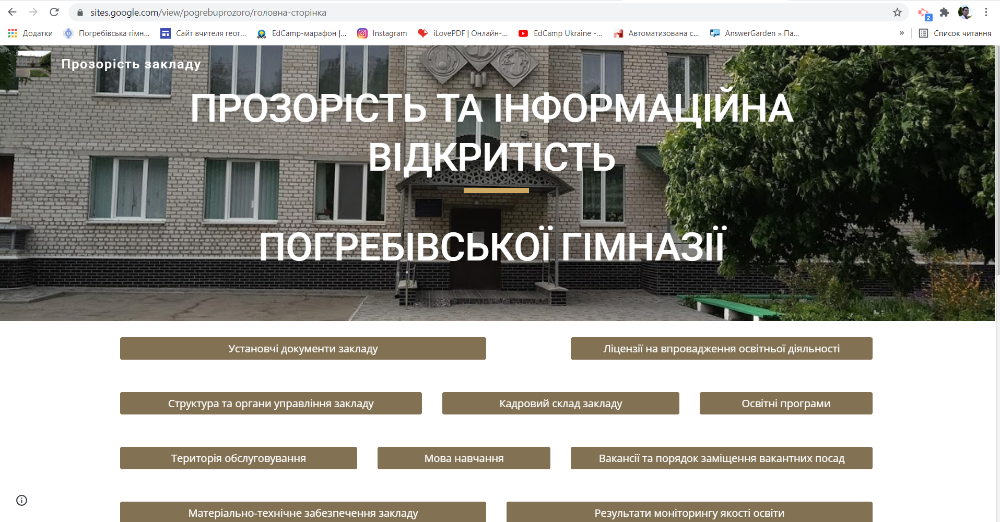 sites.google.com/view/pogrebuprozoro/головна-сторінка
2
Додатки
Погребівська гімн...
Сайт вчителя геог...
EdCamp-марафон |...
Instagram
iLovePDF | Онлайн-...
EdCamp Ukraine -...
Автоматизована с...
AnswerGarden » Па...
»
Список читання
Прозорість закладу
ПРОЗОРІСТЬ ТА ІНФОРМАЦІЙНА
ВІДКРИТІСТЬ
ПОГРЕБІВСЬКОЇ ГІМНАЗІЇ
Установчі документи закладу
Ліцензії на впровадження освітньої діяльності
Структура та органи управління закладу
Кадровий склад закладу
Освітні програми
Територія обслуговування
Мова навчання
Вакансії та порядок заміщення вакантних посад
Матеріально-технічне забезпечення закладу
Результати моніторингу якості освіти